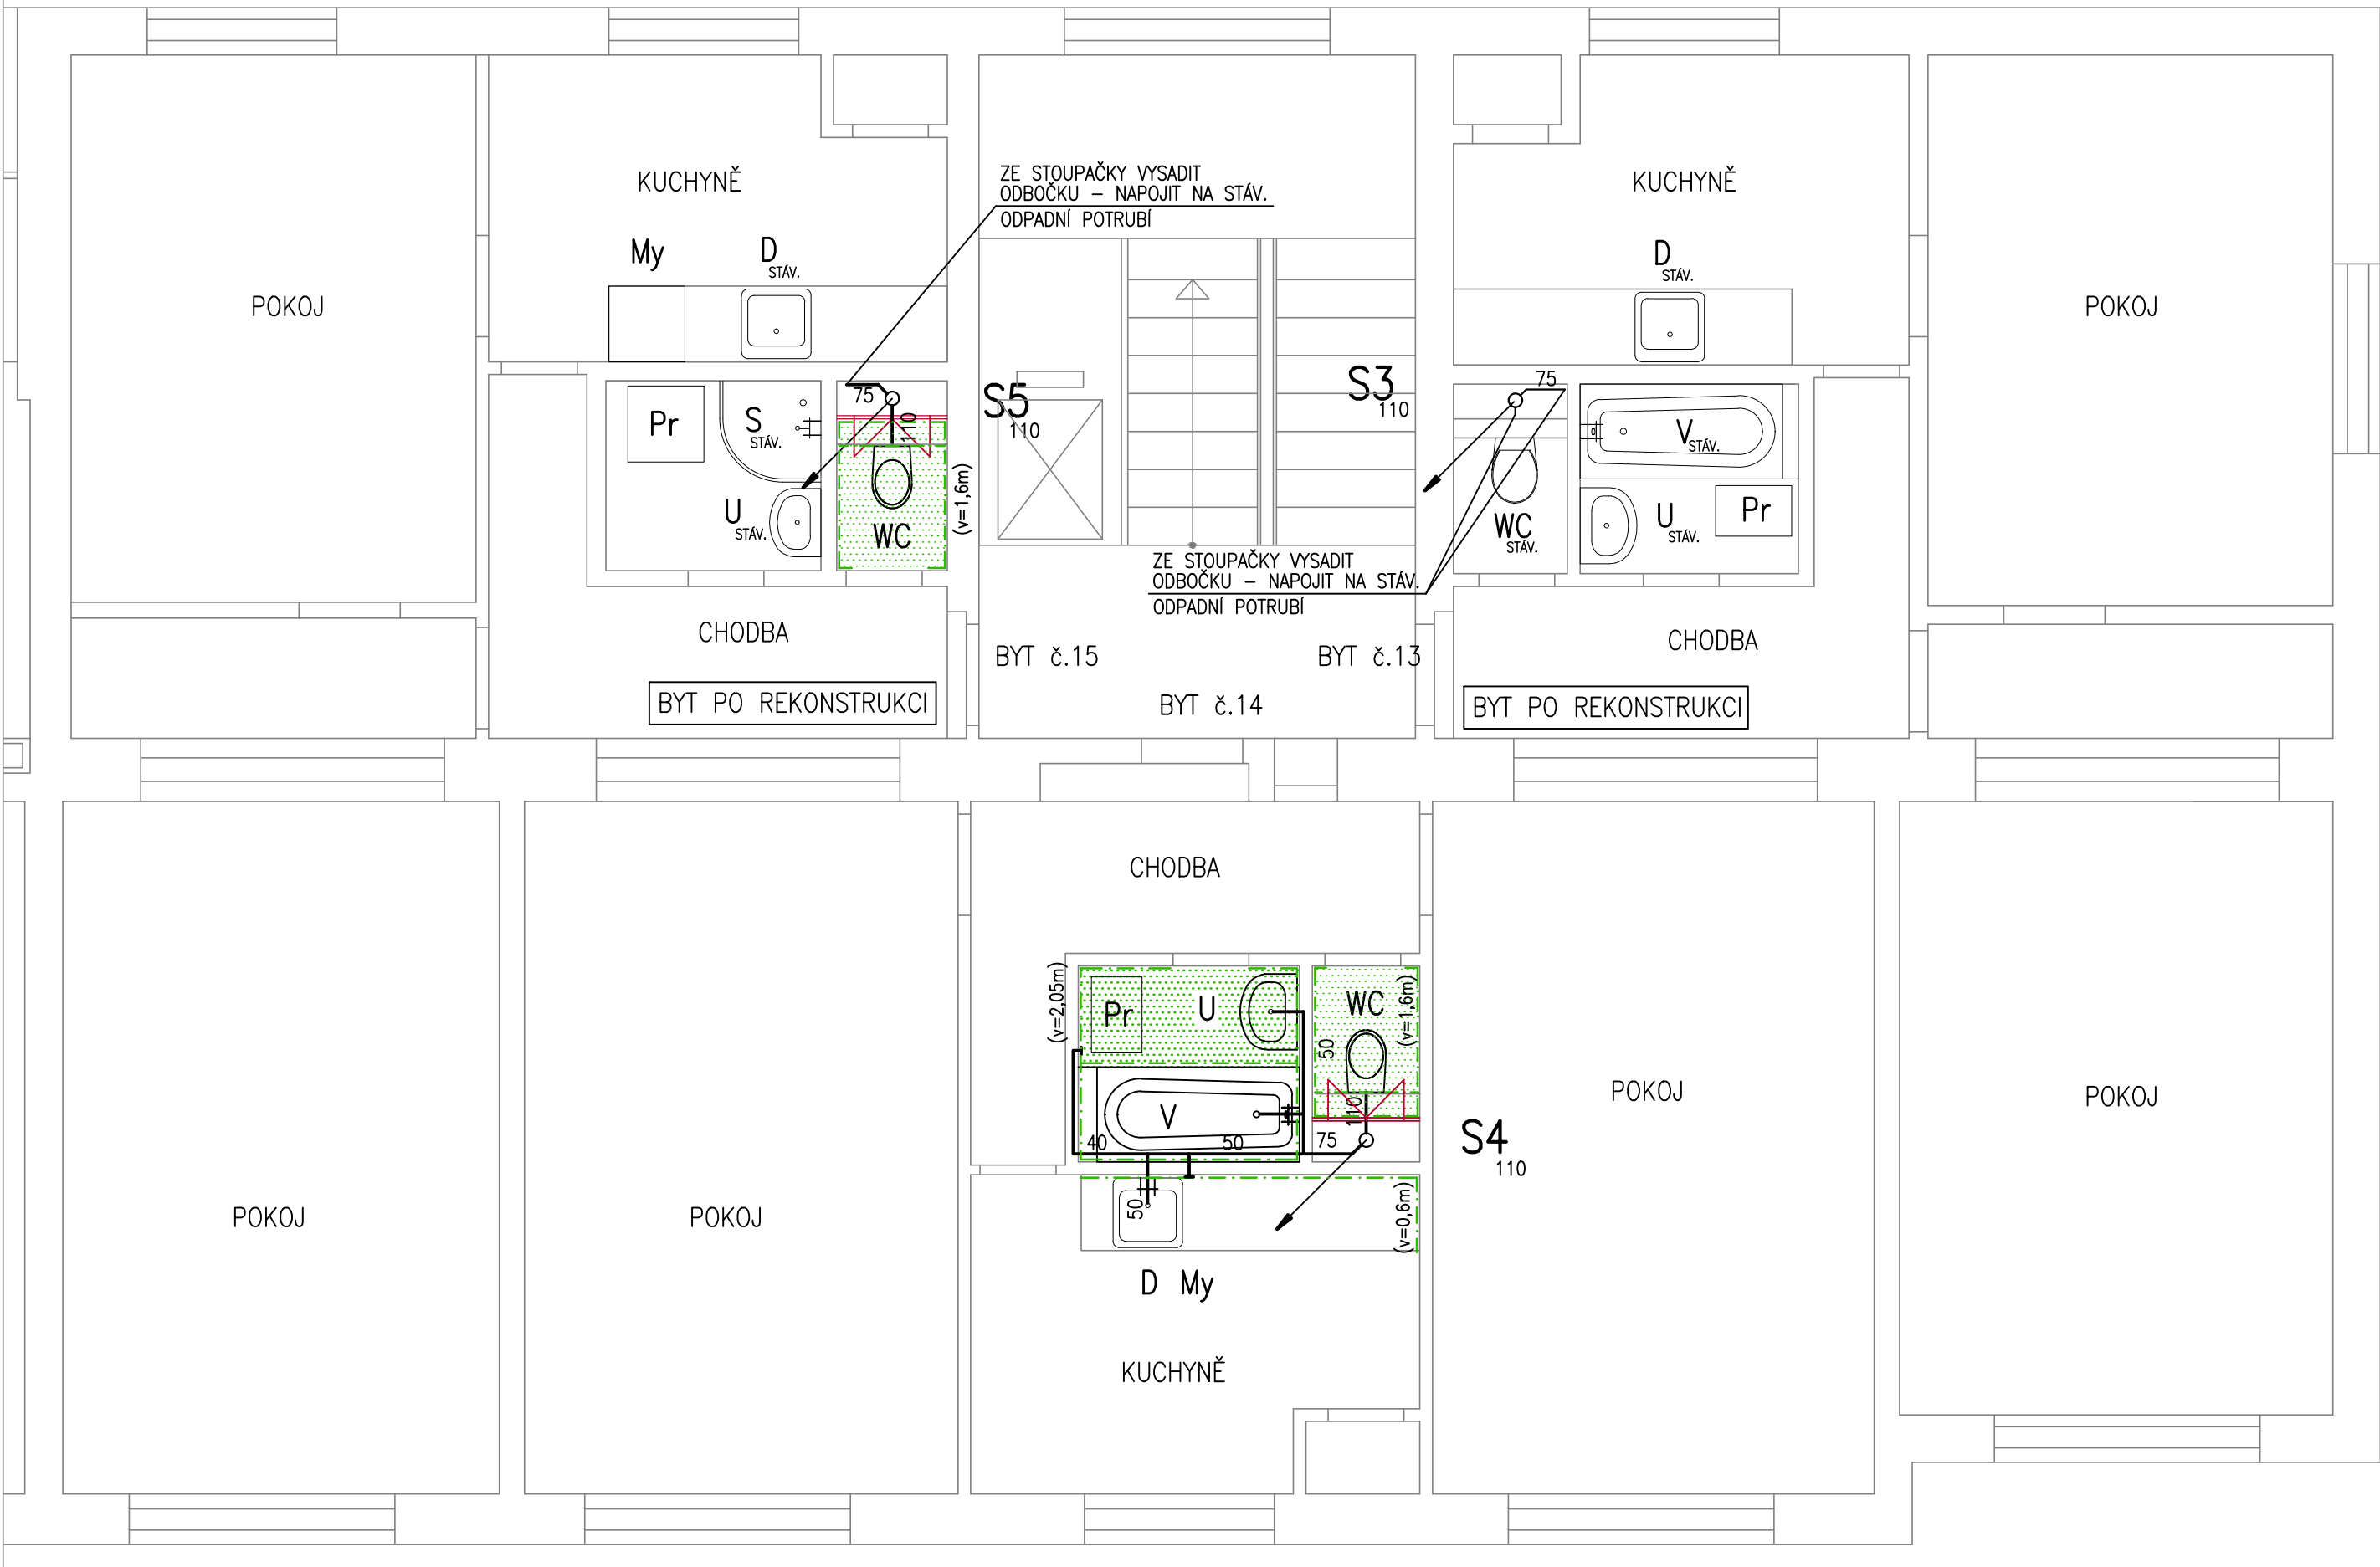 ZE STOUPAČKY VYSADIT
ODBOČKU – NAPOJIT NA STÁV.
ODPADNÍ POTRUBÍ
KUCHYNĚ
KUCHYNĚ
My
D
STÁV.
D
STÁV.
POKOJ
POKOJ
S5
110
S3
110
75
110
75
Pr
S
STÁV.
V
STÁV.
U
STÁV.
WC
(v=1,6m)
WC
STÁV.
U
STÁV.
Pr
ZE STOUPAČKY VYSADIT
ODBOČKU – NAPOJIT NA STÁV.
ODPADNÍ POTRUBÍ
CHODBA
CHODBA
BYT č.15
BYT č.13
BYT č.14
BYT PO REKONSTRUKCI
BYT PO REKONSTRUKCI
CHODBA
(v=2,05m)
Pr
U
WC
(v=1,6m)
50
POKOJ
POKOJ
V
110
40
50
75
S4
110
50
(v=0,6m)
POKOJ
POKOJ
D My
KUCHYNĚ